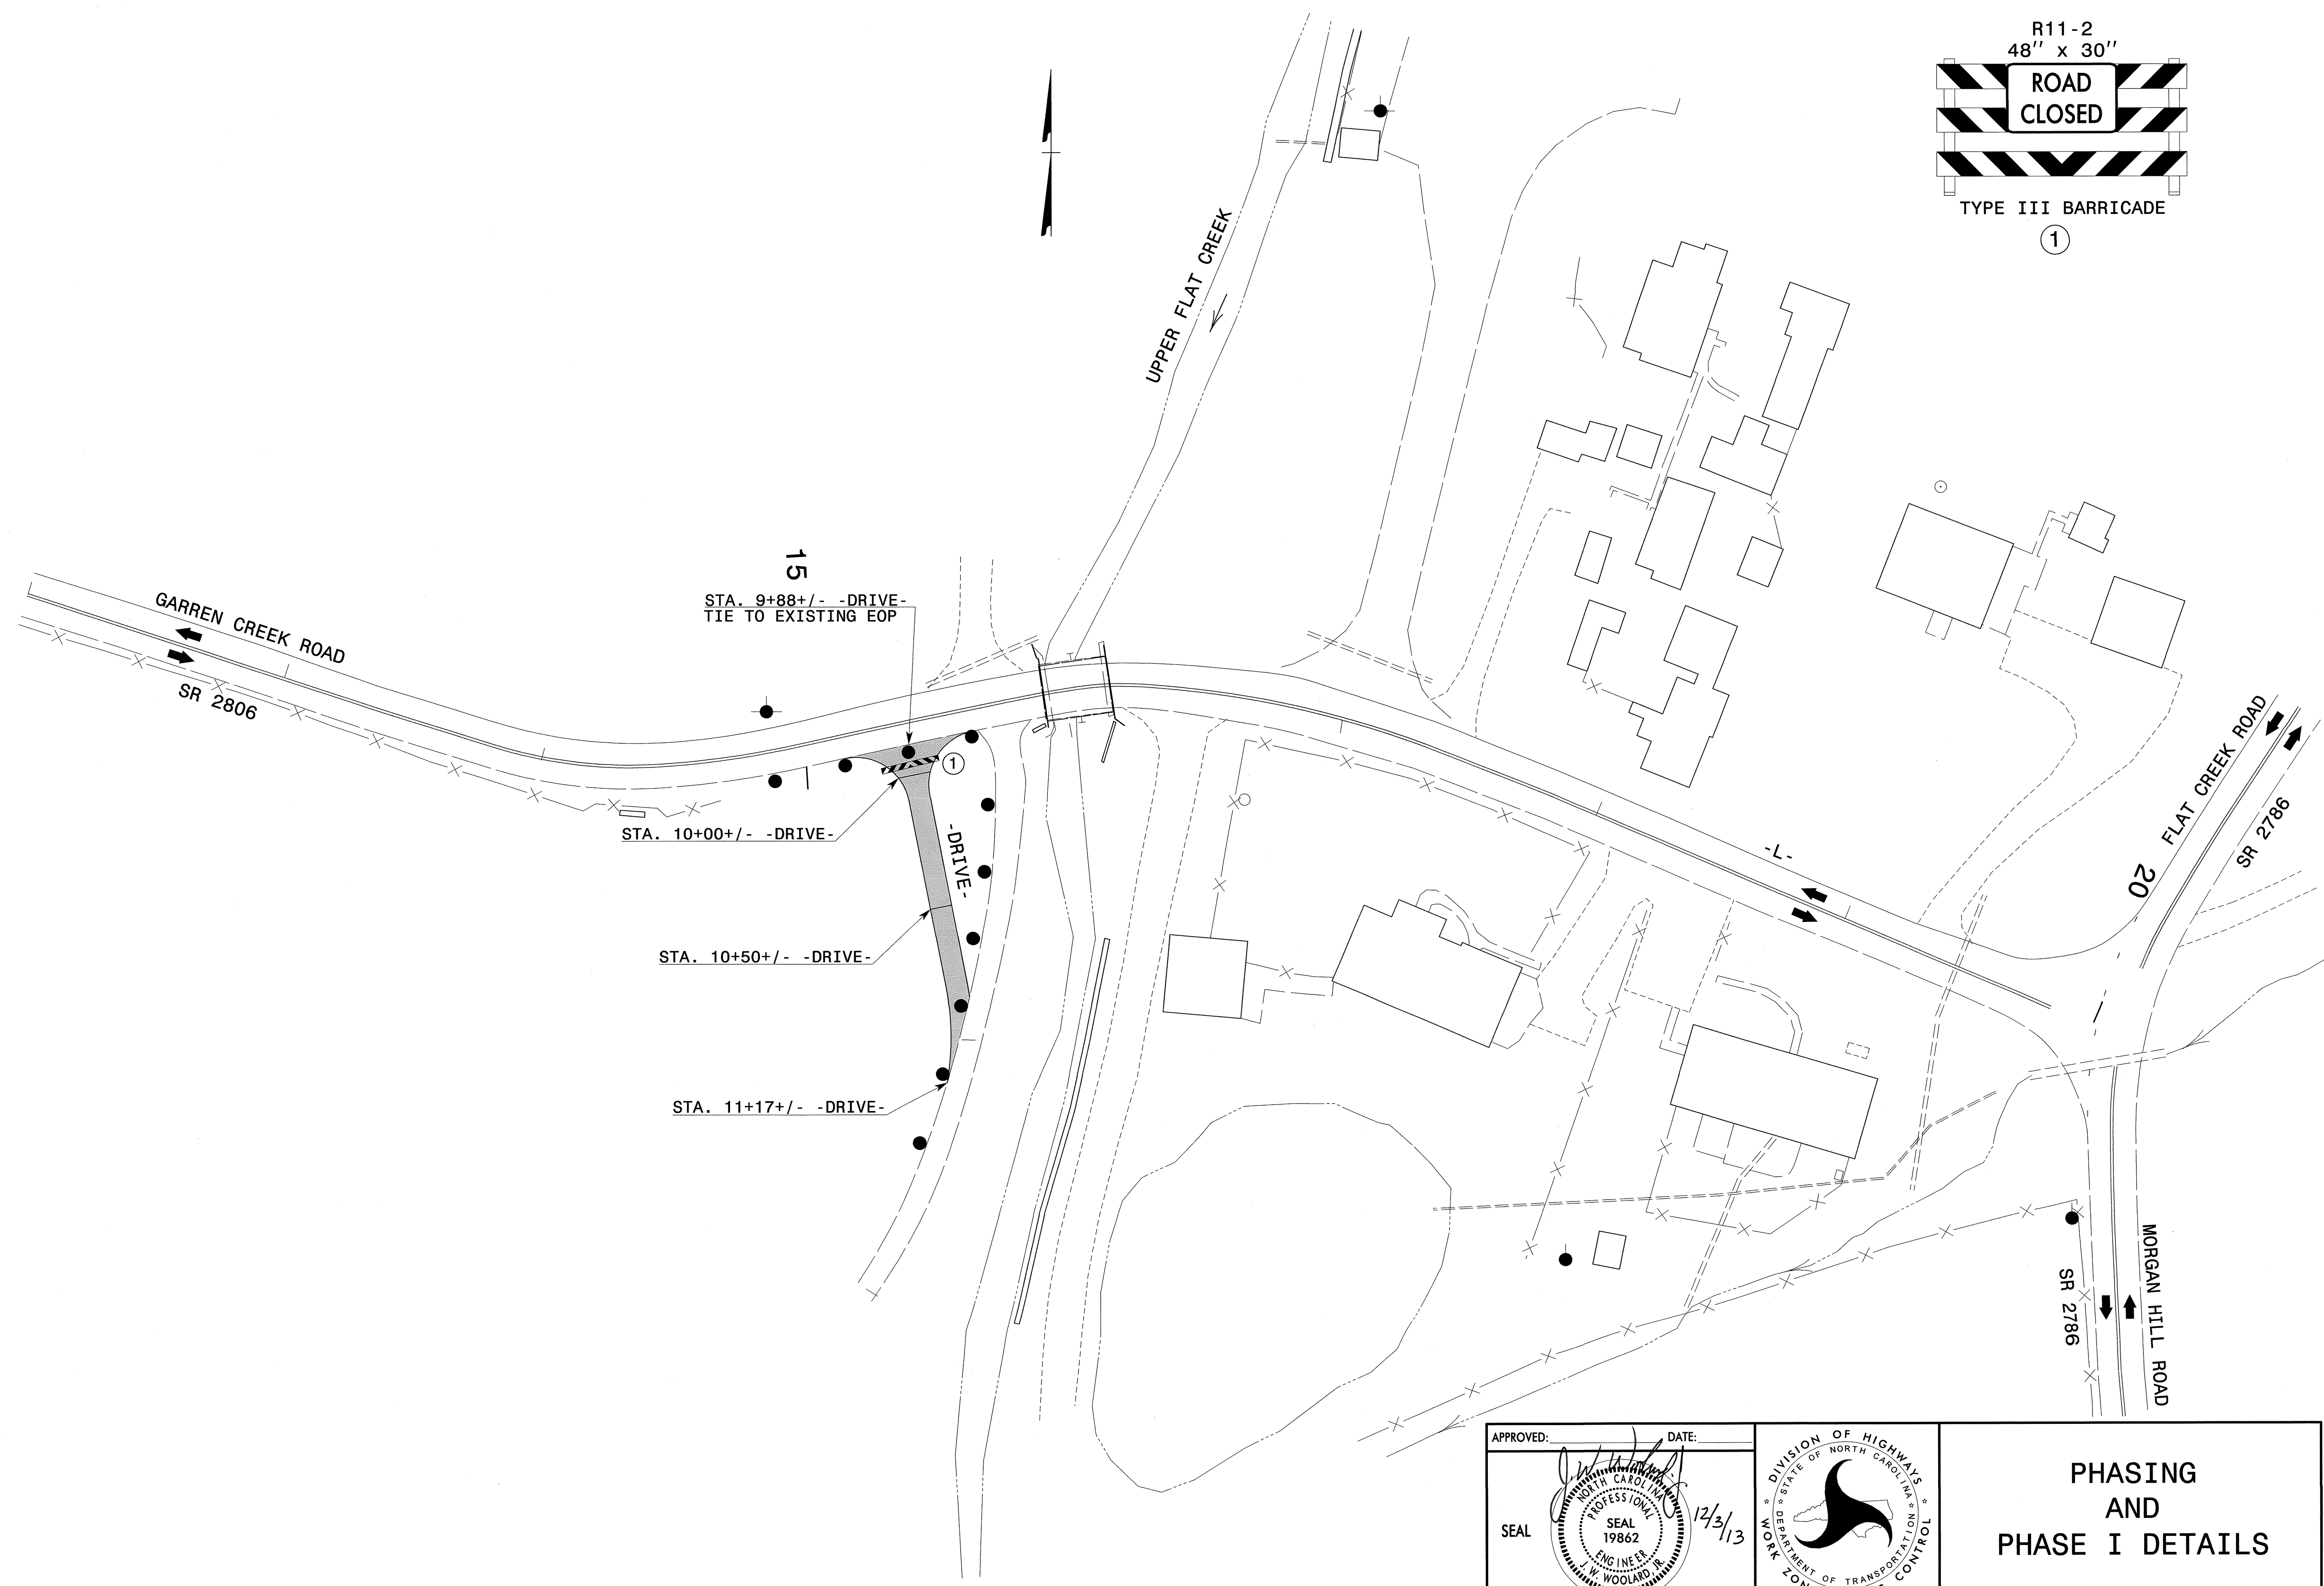 R11-2
48" x 30"
ROAD
CLOSED
TYPE III BARRICADE
1
UPPER FLAT CREEK
15
STA. 9+88+/- -DRIVE-
TIE TO EXISTING EOP
GARREN CREEK ROAD
SR 2806
1
STA. 10+00+/- -DRIVE-
-DRIVE-
-L-
FLAT CREEK ROAD
20
SR 2786
STA. 10+50+/- -DRIVE-
STA. 11+17+/- -DRIVE-
MORGAN HILL ROAD
SR 2786
APPROVED: DATE:
SEAL
NORTH CAROLINA
PROFESSIONAL
SEAL
19862
ENGINEER
J. W. WOOLARD, JR.
12/3/13
DIVISION OF HIGHWAYS
STATE OF NORTH CAROLINA
DEPARTMENT OF TRANSPORTATION
WORK
CONTROL
PHASING
AND
PHASE I DETAILS